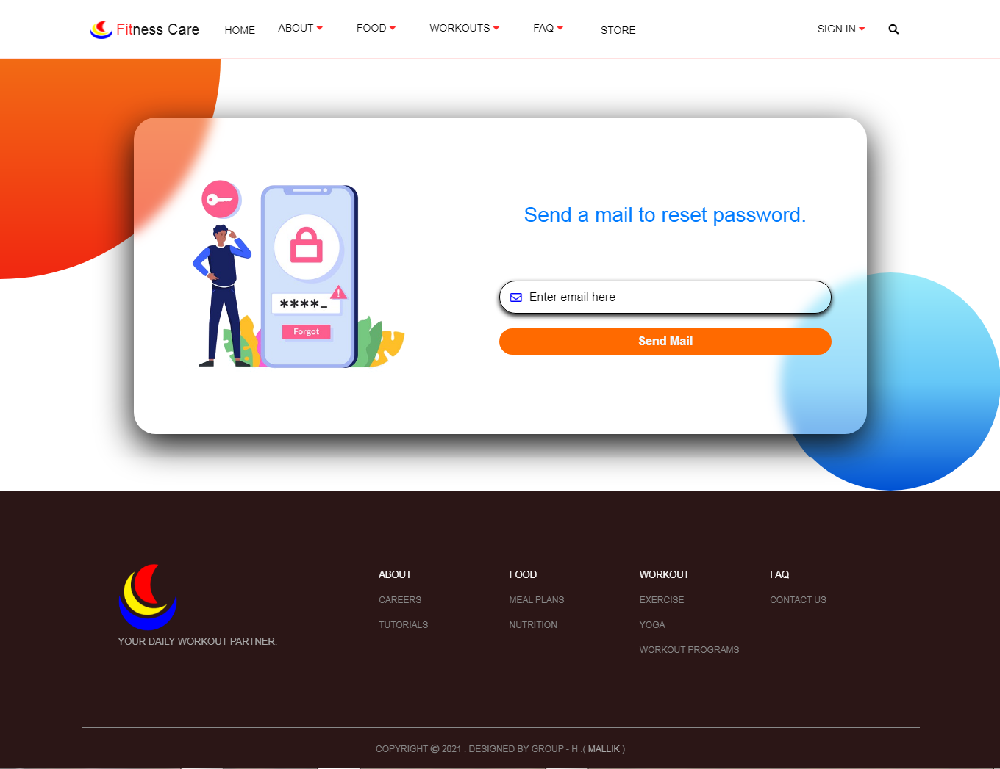 Fitness Care HOME ABOUT FOOD WORKOUTS FAQ STORE SIGN IN
Send a mail to reset password.
****_
Forgot
Enter email here
Send Mail
YOUR DAILY WORKOUT PARTNER.
ABOUT
CAREERS
TUTORIALS
FOOD
MEAL PLANS
NUTRITION
WORKOUT
EXERCISE
YOGA
WORKOUT PROGRAMS
FAQ
CONTACT US
COPYRIGHT © 2021 . DESIGNED BY GROUP - H .( MALLIK )